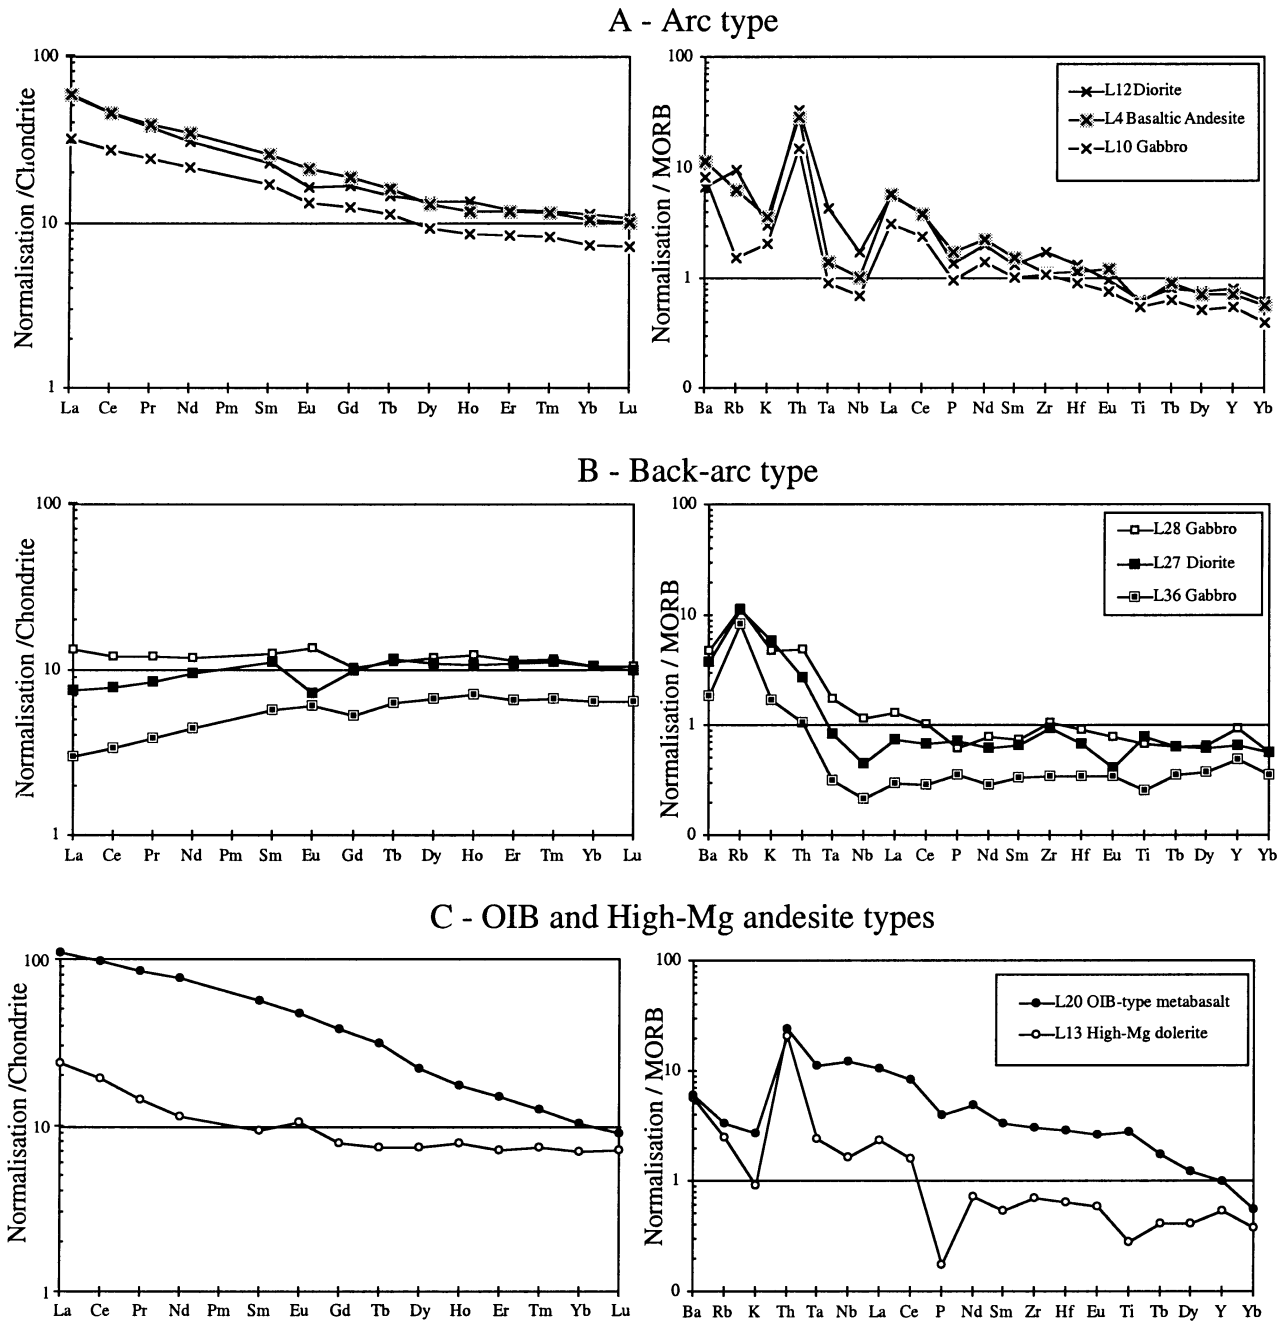 A - Arc type
Normalisation /Chondrite
100
10
1
La Ce Pr Nd Pm Sm Eu Gd Tb Dy Ho Er Tm Yb Lu
Normalisation / MORB
100
10
1
0
Ba Rb K Th Ta Nb La Ce P Nd Sm Zr Hf Eu Ti Tb Dy Y Yb
L12 Diorite
L4 Basaltic Andesite
L10 Gabbro
B - Back-arc type
Normalisation /Chondrite
100
10
1
La Ce Pr Nd Pm Sm Eu Gd Tb Dy Ho Er Tm Yb Lu
Normalisation / MORB
100
10
1
0
Ba Rb K Th Ta Nb La Ce P Nd Sm Zr Hf Eu Ti Tb Dy Y Yb
L28 Gabbro
L27 Diorite
L36 Gabbro
C - OIB and High-Mg andesite types
Normalisation /Chondrite
100
10
1
La Ce Pr Nd Pm Sm Eu Gd Tb Dy Ho Er Tm Yb Lu
Normalisation / MORB
100
10
1
0
Ba Rb K Th Ta Nb La Ce P Nd Sm Zr Hf Eu Ti Tb Dy Y Yb
L20 OIB-type metabasalt
L13 High-Mg dolerite